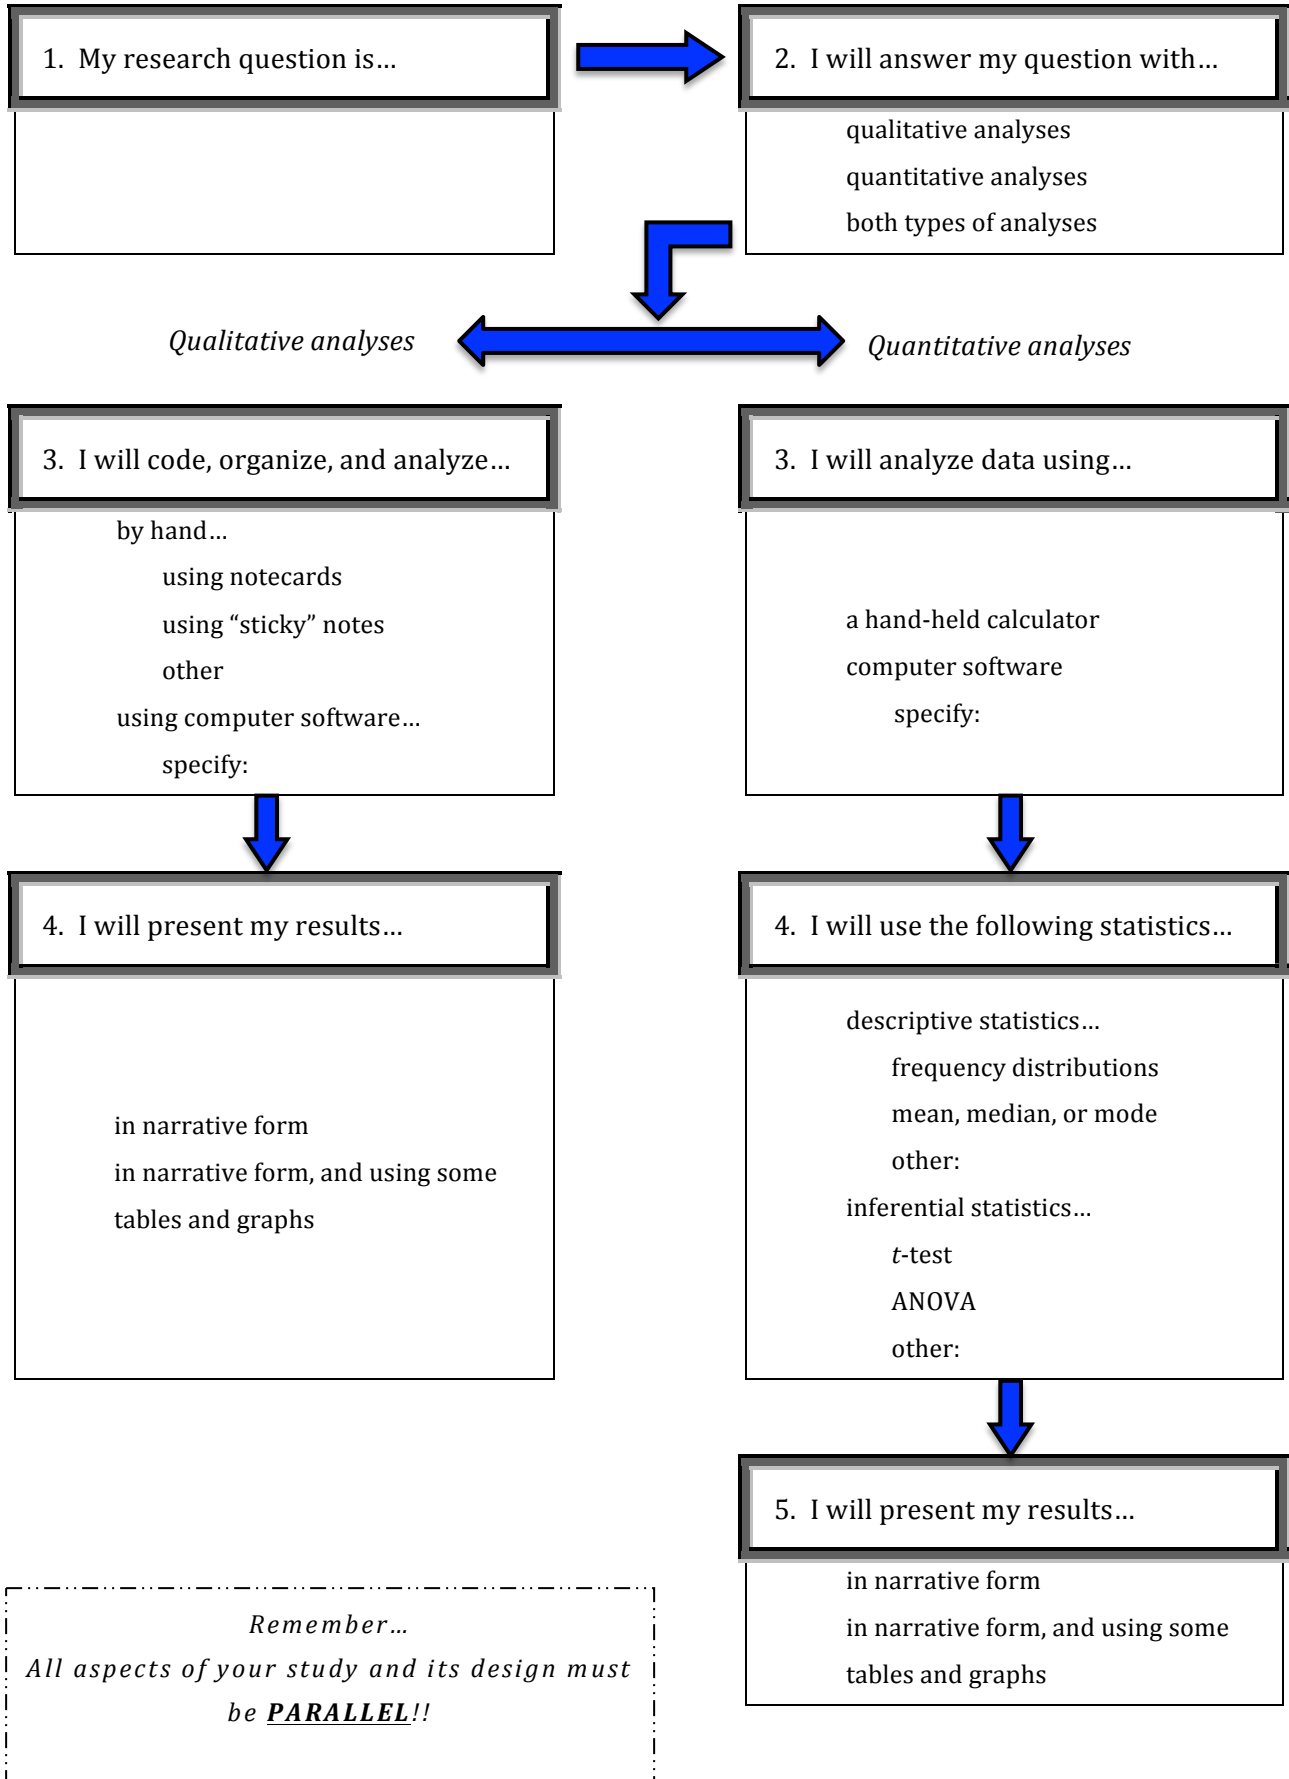 1. My research question is…
2. I will answer my question with…
qualitative analyses
quantitative analyses
both types of analyses
Qualitative analyses
Quantitative analyses
3. I will code, organize, and analyze…
by hand…
using notecards
using “sticky” notes
other
using computer software…
specify:
3. I will analyze data using…
a hand-held calculator
computer software
specify:
4. I will present my results…
in narrative form
in narrative form, and using some
tables and graphs
4. I will use the following statistics…
descriptive statistics…
frequency distributions
mean, median, or mode
other:
inferential statistics…
t-test
ANOVA
other:
5. I will present my results…
in narrative form
in narrative form, and using some
tables and graphs
Remember…
All aspects of your study and its design must
be PARALLEL!!